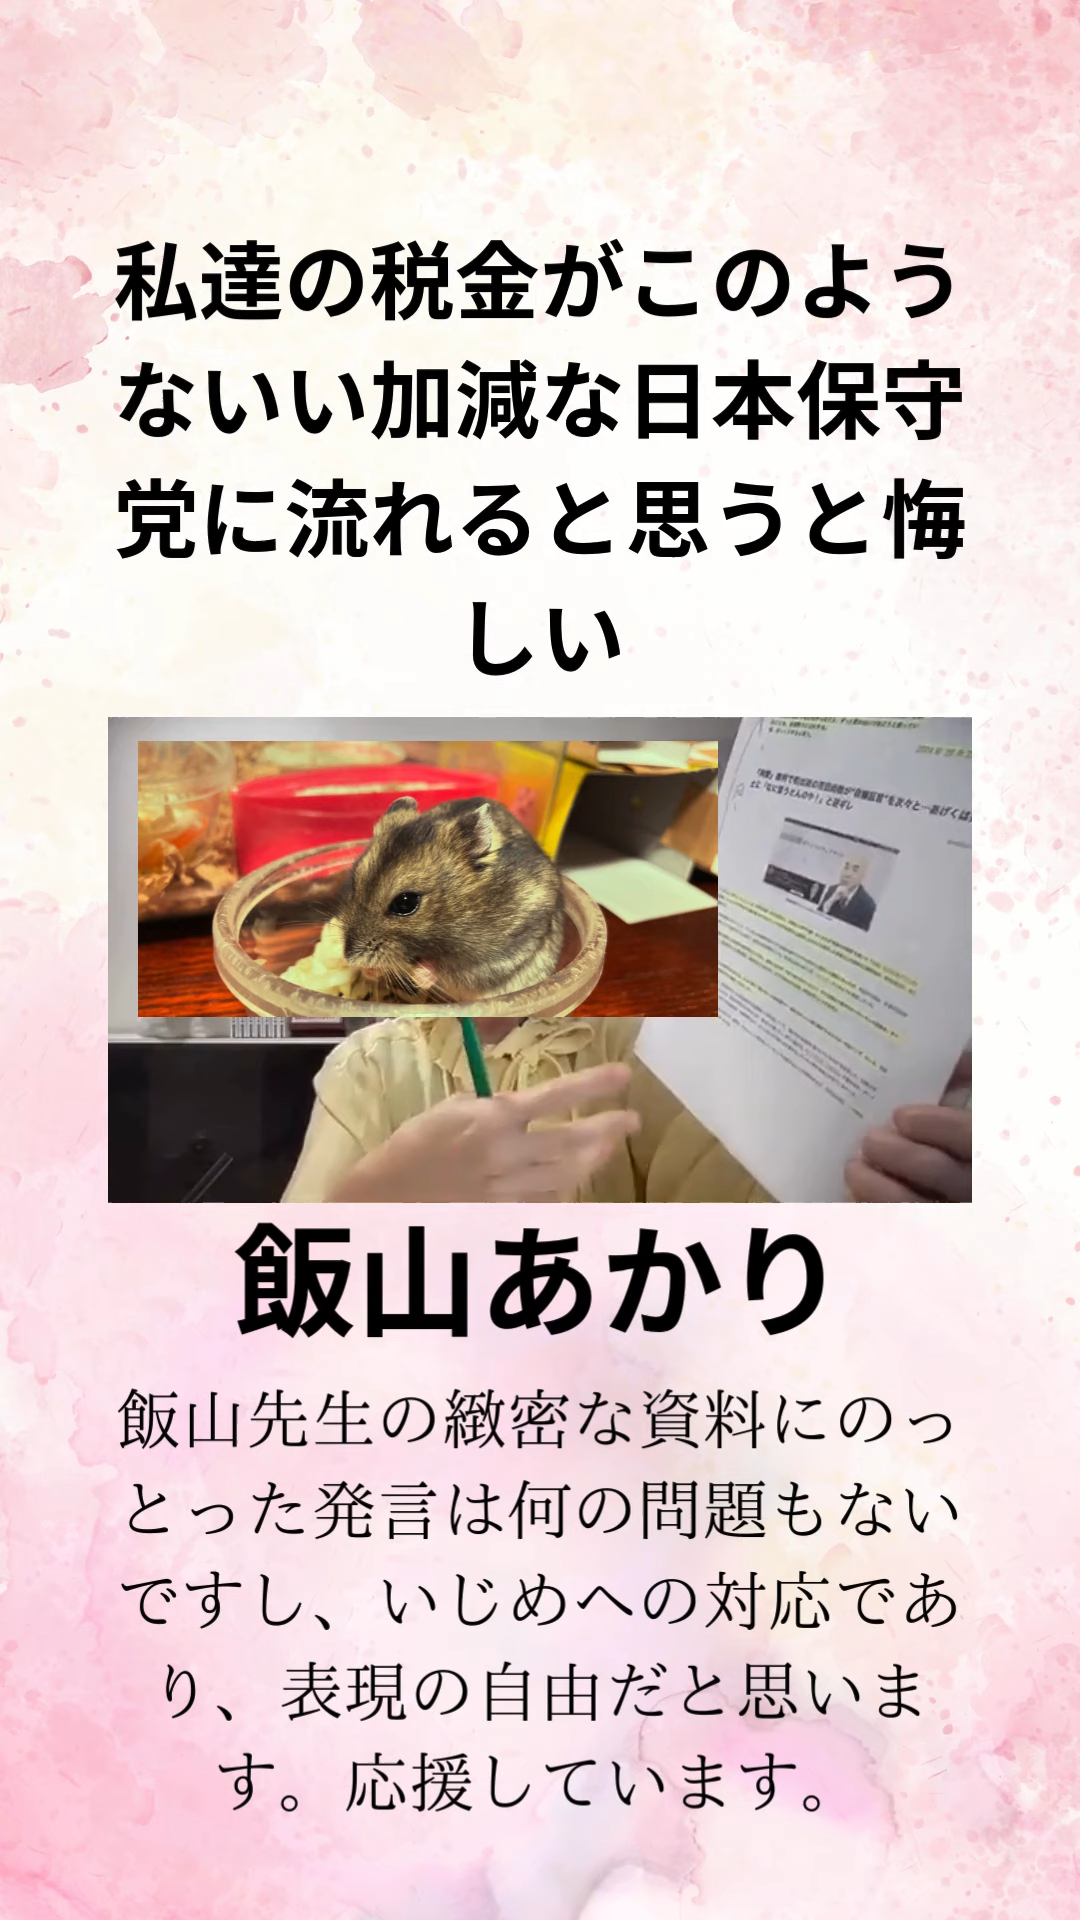 私達の税金がこのよう
ないい加減な日本保守
党に流れると思うと悔
しい
飯山あかり
飯山先生の緻密な資料にのっ
とった発言は何の問題もない
ですし、いじめへの対応であ
り、表現の自由だと思いま
す。応援しています。